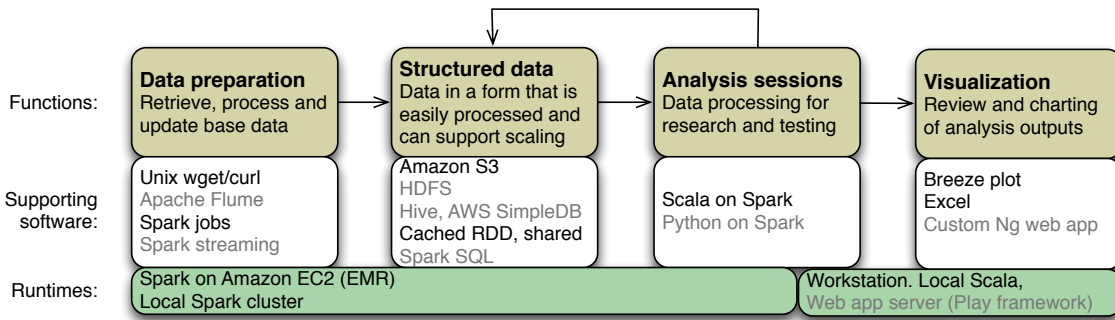 Functions:
Data preparation
Retrieve, process and
update base data
Structured data
Data in a form that is
easily processed and
can support scaling
Analysis sessions
Data processing for
research and testing
Visualization
Review and charting
of analysis outputs
Supporting
software:
Unix wget/curl
Apache Flume
Spark jobs
Spark streaming
Amazon S3
HDFS
Hive, AWS SimpleDB
Cached RDD, shared
Spark SQL
Scala on Spark
Python on Spark
Breeze plot
Excel
Custom Ng web app
Runtimes:
Spark on Amazon EC2 (EMR)
Local Spark cluster
Workstation. Local Scala,
Web app server (Play framework)